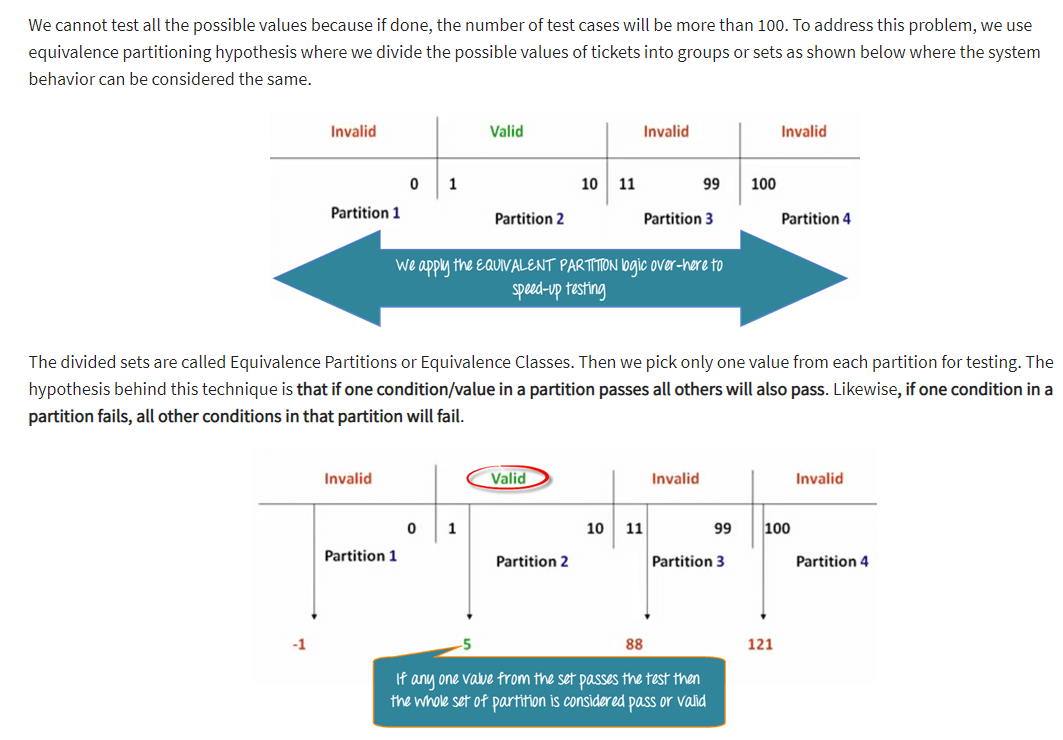 We cannot test all the possible values because if done, the number of test cases will be more than 100. To address this problem, we use
equivalence partitioning hypothesis where we divide the possible values of tickets into groups or sets as shown below where the system
behavior can be considered the same.
Invalid Valid Invalid Invalid
0 1 10 11 99 100
Partition 1 Partition 2 Partition 3 Partition 4
We apply the EQUIVALENT PARTITION logic over-here to
speed-up testing
The divided sets are called Equivalence Partitions or Equivalence Classes. Then we pick only one value from each partition for testing. The
hypothesis behind this technique is that if one condition/value in a partition passes all others will also pass. Likewise, if one condition in a
partition fails, all other conditions in that partition will fail.
Invalid Valid Invalid Invalid
0 1 10 11 99 100
Partition 1 Partition 2 Partition 3 Partition 4
-1 5 88 121
If any one value from the set passes the test then
the whole set of partition is considered pass or valid